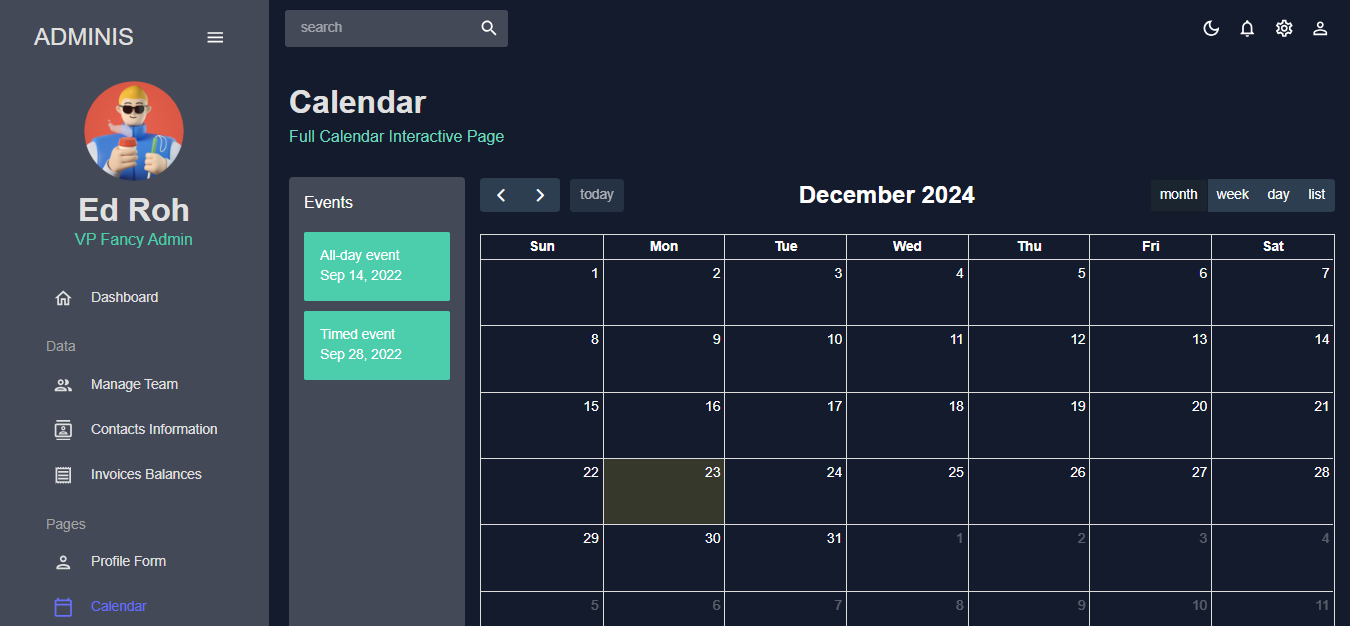 ADMINIS
search
Ed Roh
VP Fancy Admin
Dashboard
Data
Manage Team
Contacts Information
Invoices Balances
Pages
Profile Form
Calendar
Calendar
Full Calendar Interactive Page
Events
All-day event
Sep 14, 2022
Timed event
Sep 28, 2022
today
December 2024
month week day list
Sun Mon Tue Wed Thu Fri Sat
1 2 3 4 5 6 7
8 9 10 11 12 13 14
15 16 17 18 19 20 21
22 23 24 25 26 27 28
29 30 31 1 2 3 4
5 6 7 8 9 10 11